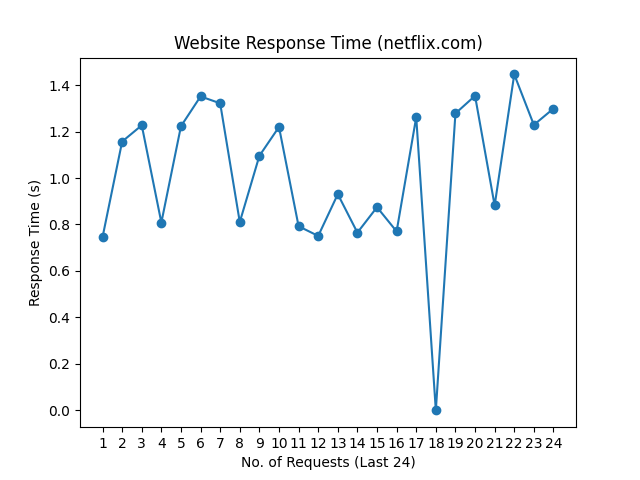 Website Response Time (netflix.com)
Response Time (s)
1.4
1.2
1.0
0.8
0.6
0.4
0.2
0.0
1 2 3 4 5 6 7 8 9 10 11 12 13 14 15 16 17 18 19 20 21 22 23 24
No. of Requests (Last 24)